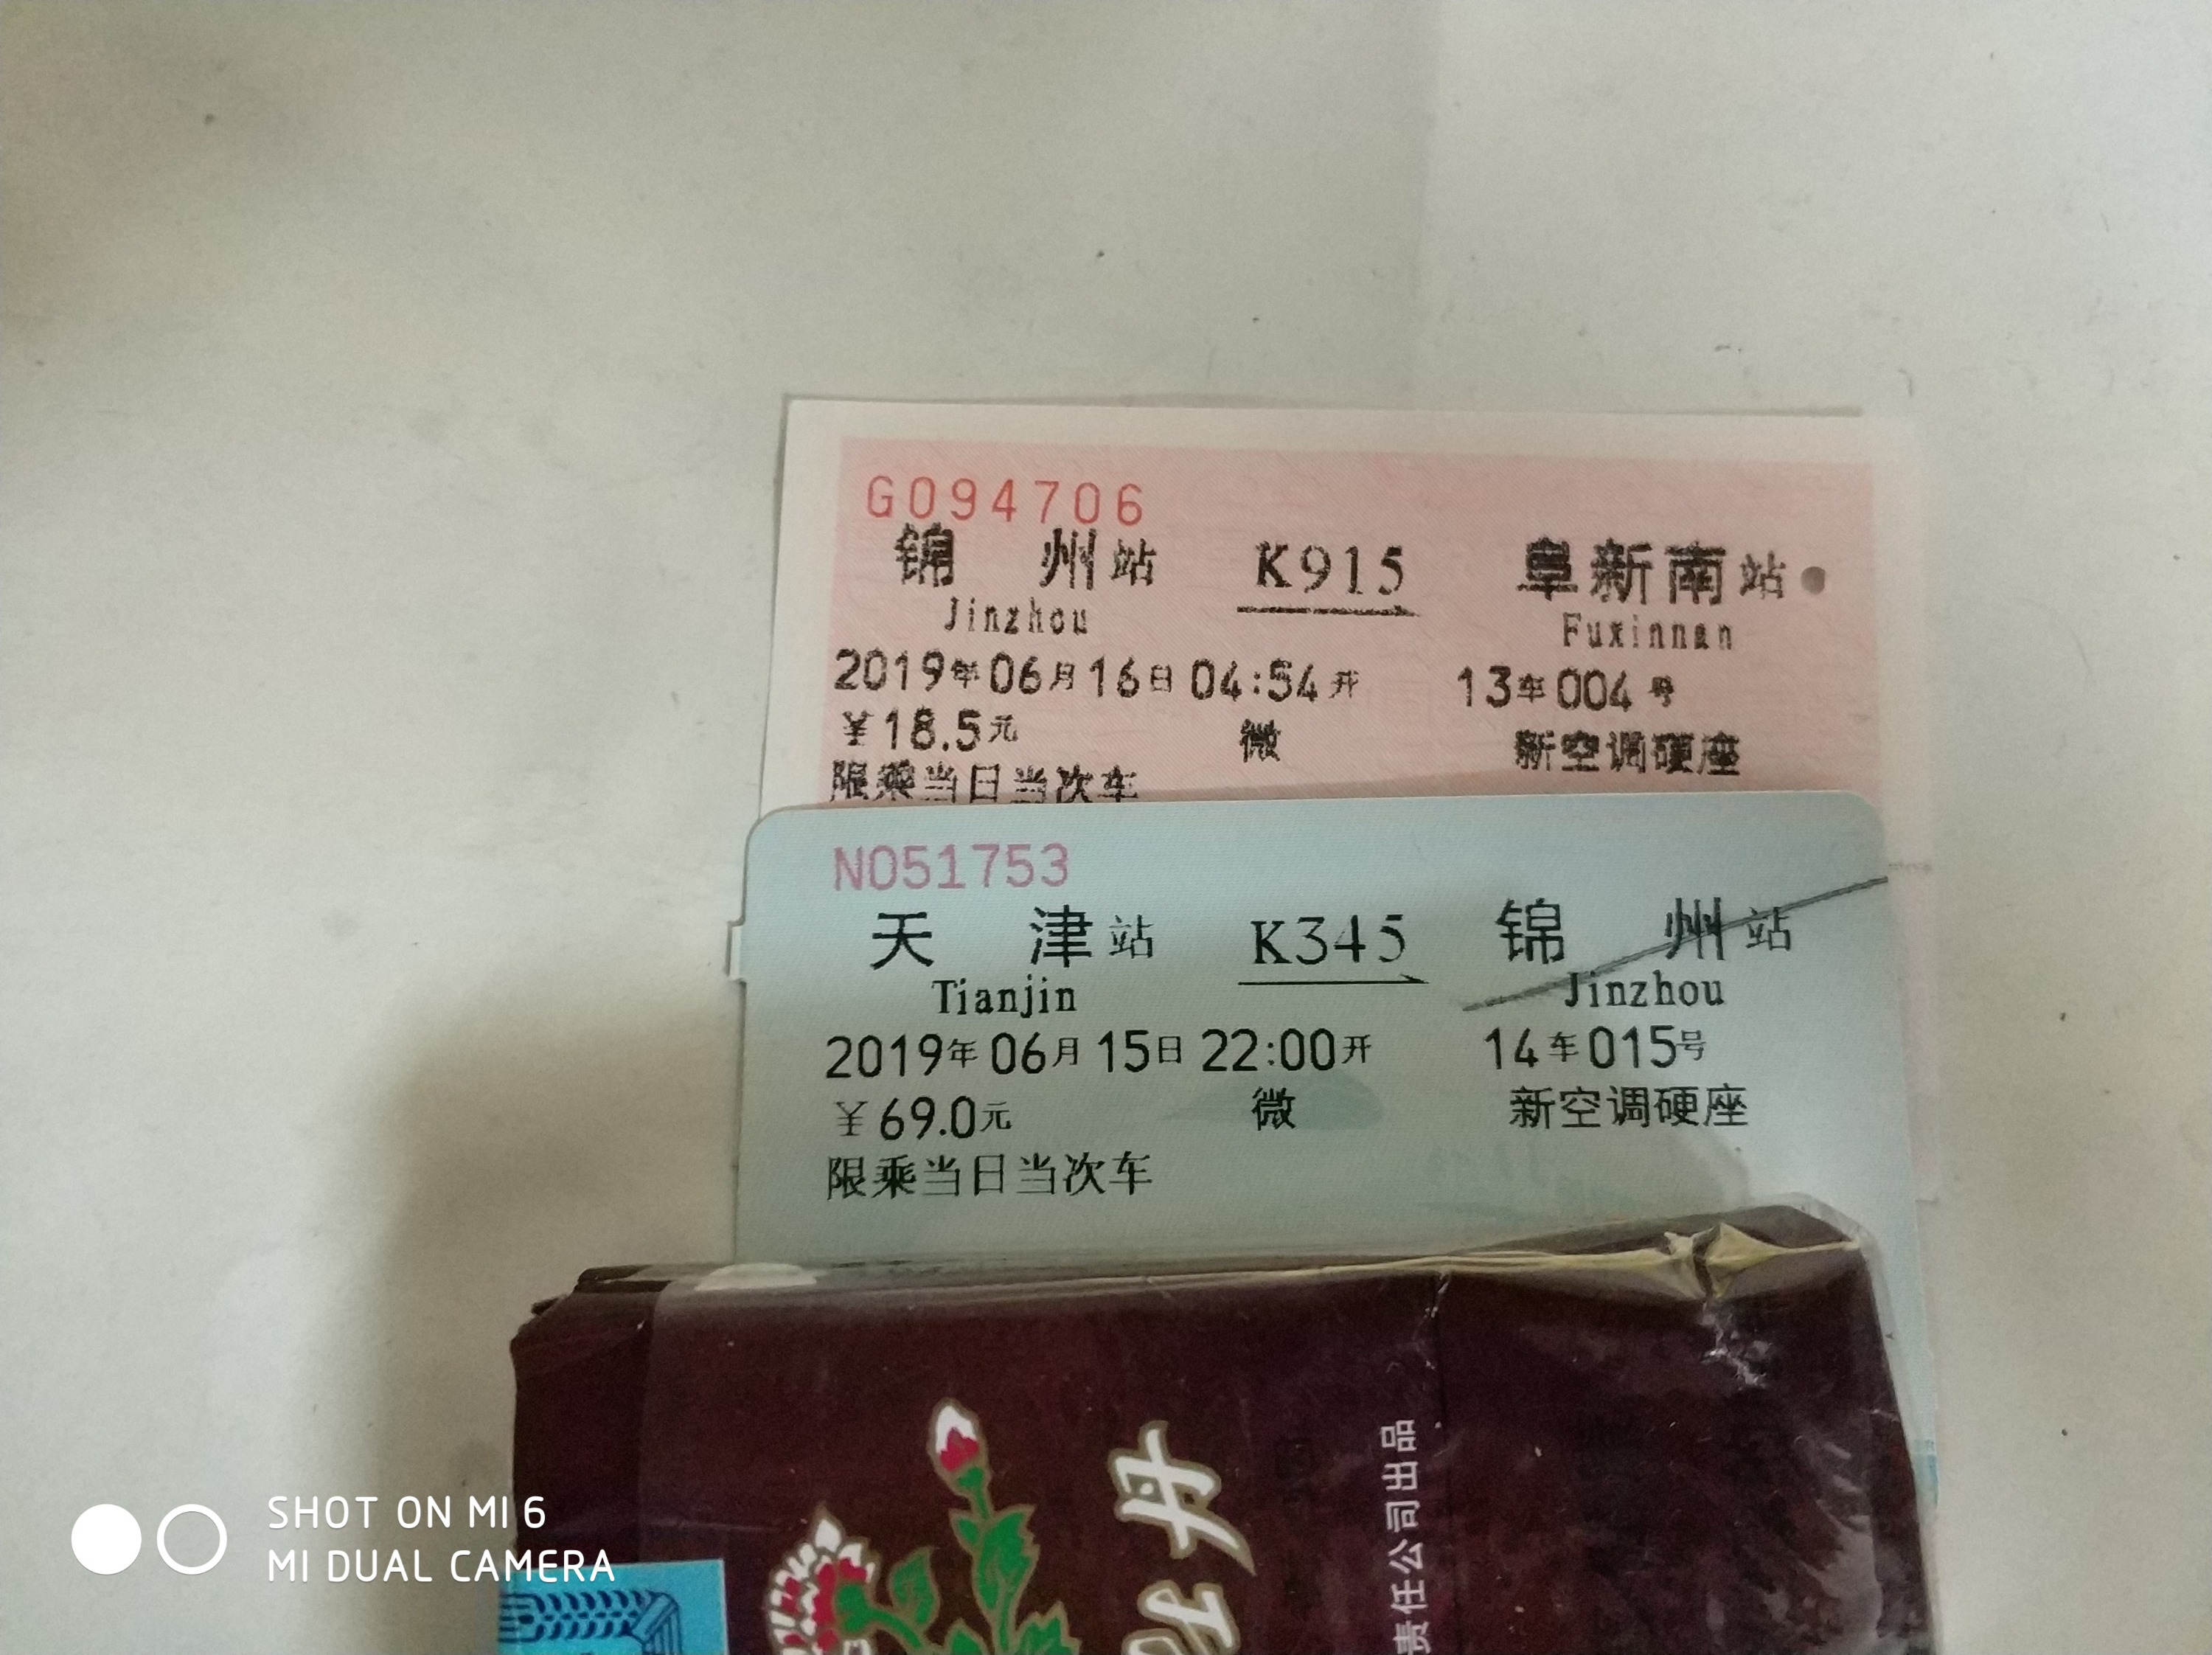 G094706
锦 州站 K915 阜新南站
Jinzhou Fuxinnan
2019年06月16日 04:54开 13车004号
¥18.5元 微 新空调硬座
限乘当日当次车
N051753
天 津站 K345 锦 州站
Tianjin Jinzhou
2019年06月15日 22:00开 14车015号
¥69.0元 微 新空调硬座
限乘当日当次车
牡丹
责任公司出品
SHOT ON MI 6
MI DUAL CAMERA